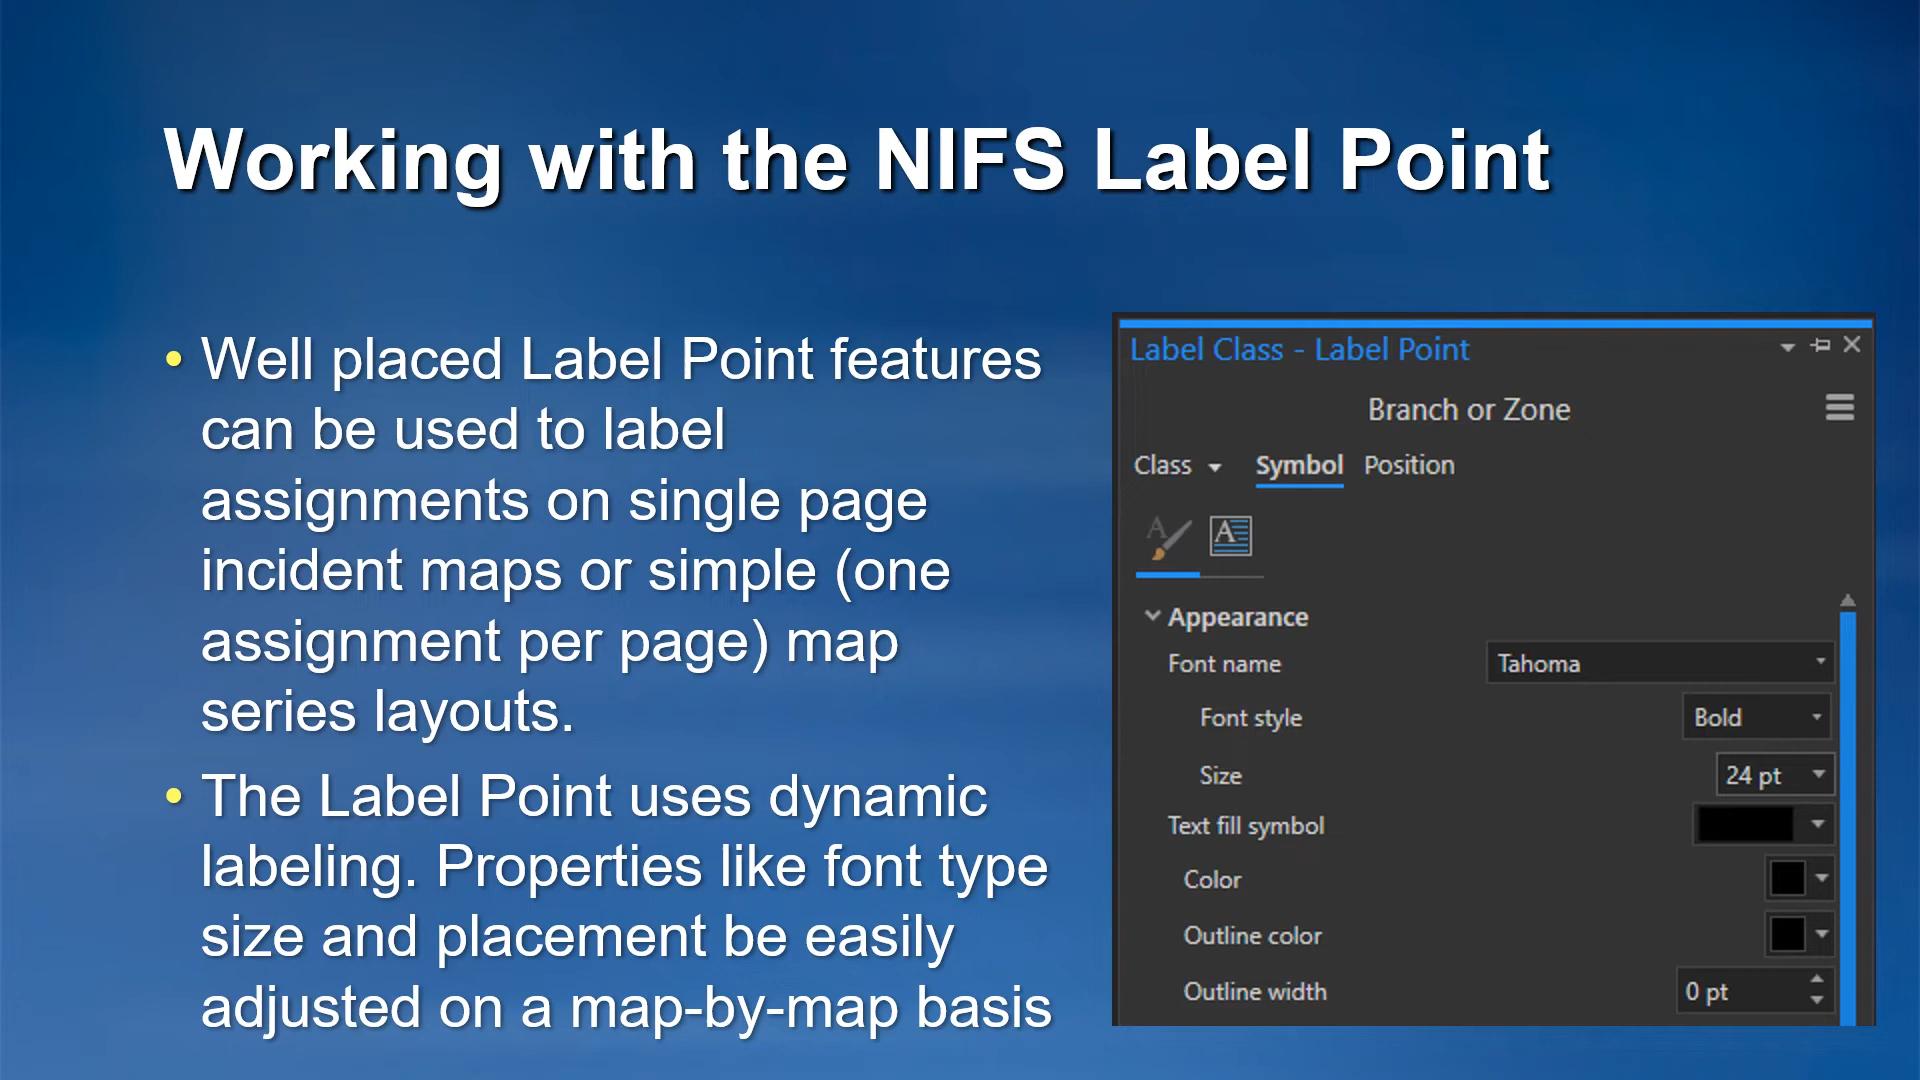 Working with the NIFS Label Point
• Well placed Label Point features
can be used to label
assignments on single page
incident maps or simple (one
assignment per page) map
series layouts.
• The Label Point uses dynamic
labeling. Properties like font type
size and placement be easily
adjusted on a map-by-map basis
Label Class - Label Point
Branch or Zone
Class Symbol Position
Appearance
Font name Tahoma
Font style Bold
Size 24 pt
Text fill symbol
Color
Outline color
Outline width 0 pt